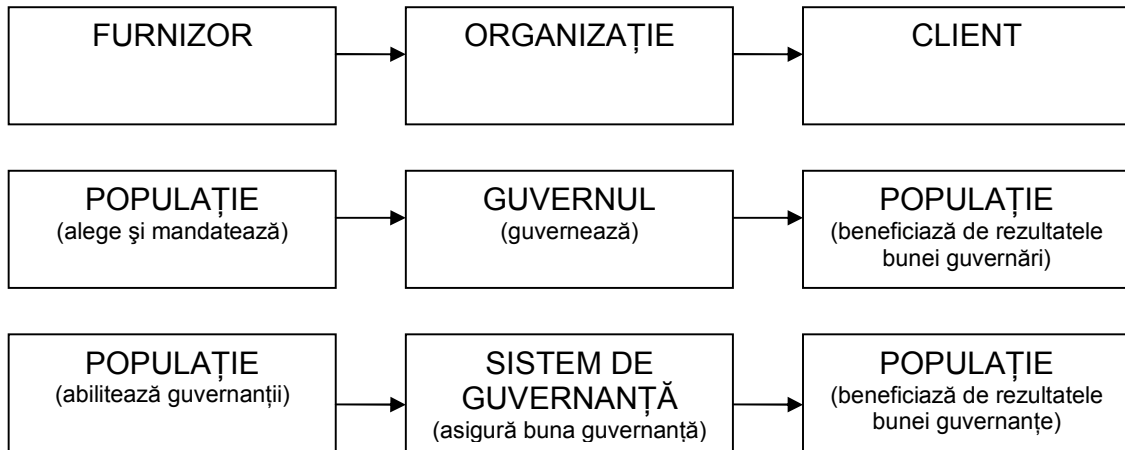 FURNIZOR
ORGANIZAȚIE
CLIENT
POPULAȚIE
(alege şi mandatează)
GUVERNUL
(guvernează)
POPULAȚIE
(beneficiază de rezultatele
bunei guvernări)
POPULAȚIE
(abilitează guvernanții)
SISTEM DE
GUVERNANȚĂ
(asigură buna guvernanță)
POPULAȚIE
(beneficiază de rezultatele
bunei guvernanțe)